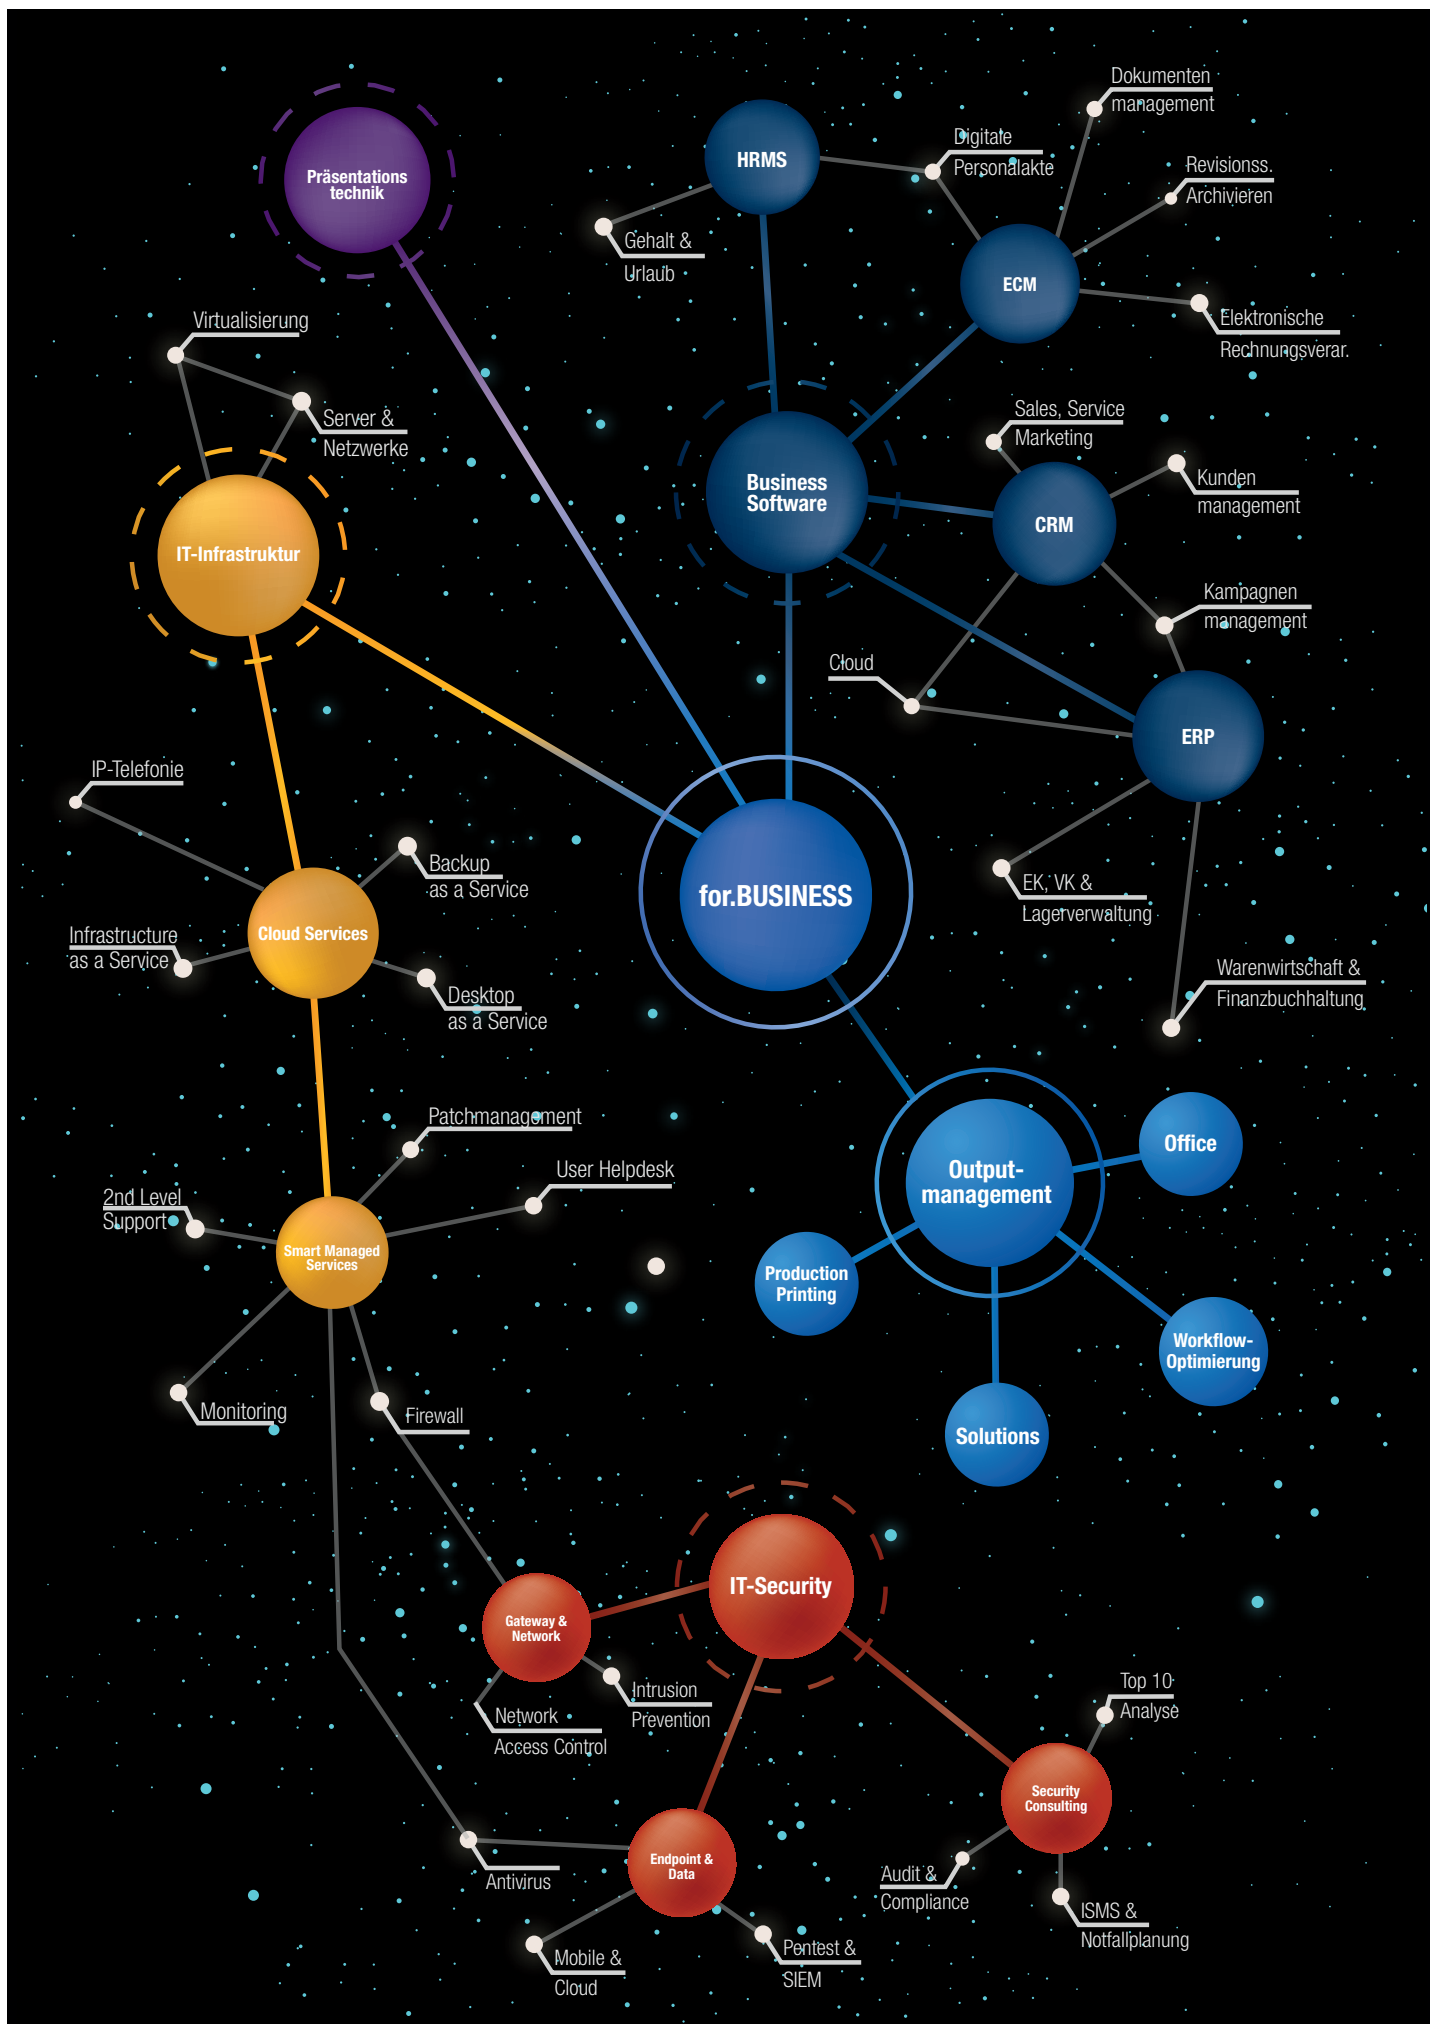 Präsentations
technik
HRMS
Gehalt &
Urlaub
Digitale
Personalakte
Dokumenten
management
Revisionss.
Archivieren
ECM
Elektronische
Rechnungsverar.
Virtualisierung
Server &
Netzwerke
IT-Infrastruktur
Business
Software
Sales, Service
Marketing
CRM
Kunden
management
Kampagnen
management
Cloud
ERP
EK, VK &
Lagerverwaltung
Warenwirtschaft &
Finanzbuchhaltung
for.BUSINESS
IP-Telefonie
Backup
as a Service
Cloud Services
Infrastructure
as a Service
Desktop
as a Service
Patchmanagement
User Helpdesk
2nd Level
Support
Smart Managed
Services
Monitoring
Firewall
Output-
management
Office
Production
Printing
Workflow-
Optimierung
Solutions
IT-Security
Gateway &
Network
Intrusion
Prevention
Network
Access Control
Top 10
Analyse
Security
Consulting
Audit &
Compliance
ISMS &
Notfallplanung
Endpoint &
Data
Antivirus
Mobile &
Cloud
Pentest &
SIEM